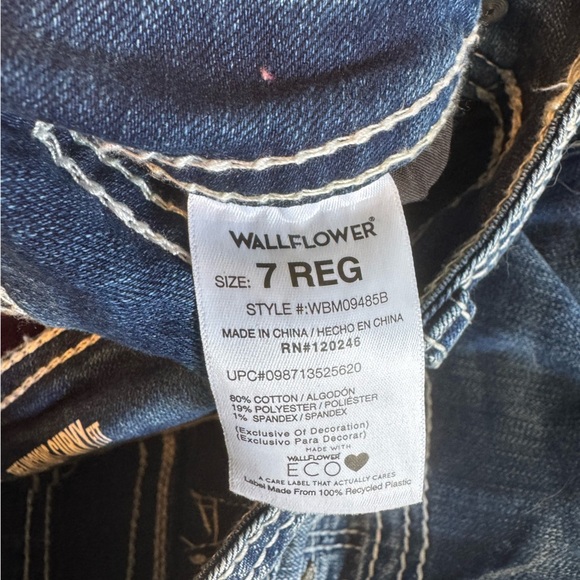 WALLFLOWER®
SIZE: 7 REG
STYLE #:WBM09485B
MADE IN CHINA / HECHO EN CHINA
RN#120246
UPC#098713525620
80% COTTON / ALGODÓN
19% POLYESTER / POLIÉSTER
1% SPANDEX / SPANDEX
(Exclusive Of Decoration)
(Exclusivo Para Decorar)
MADE WITH
WALLFLOWER®
ECO
A CARE LABEL THAT ACTUALLY CARES
Label Made From 100% Recycled Plastic